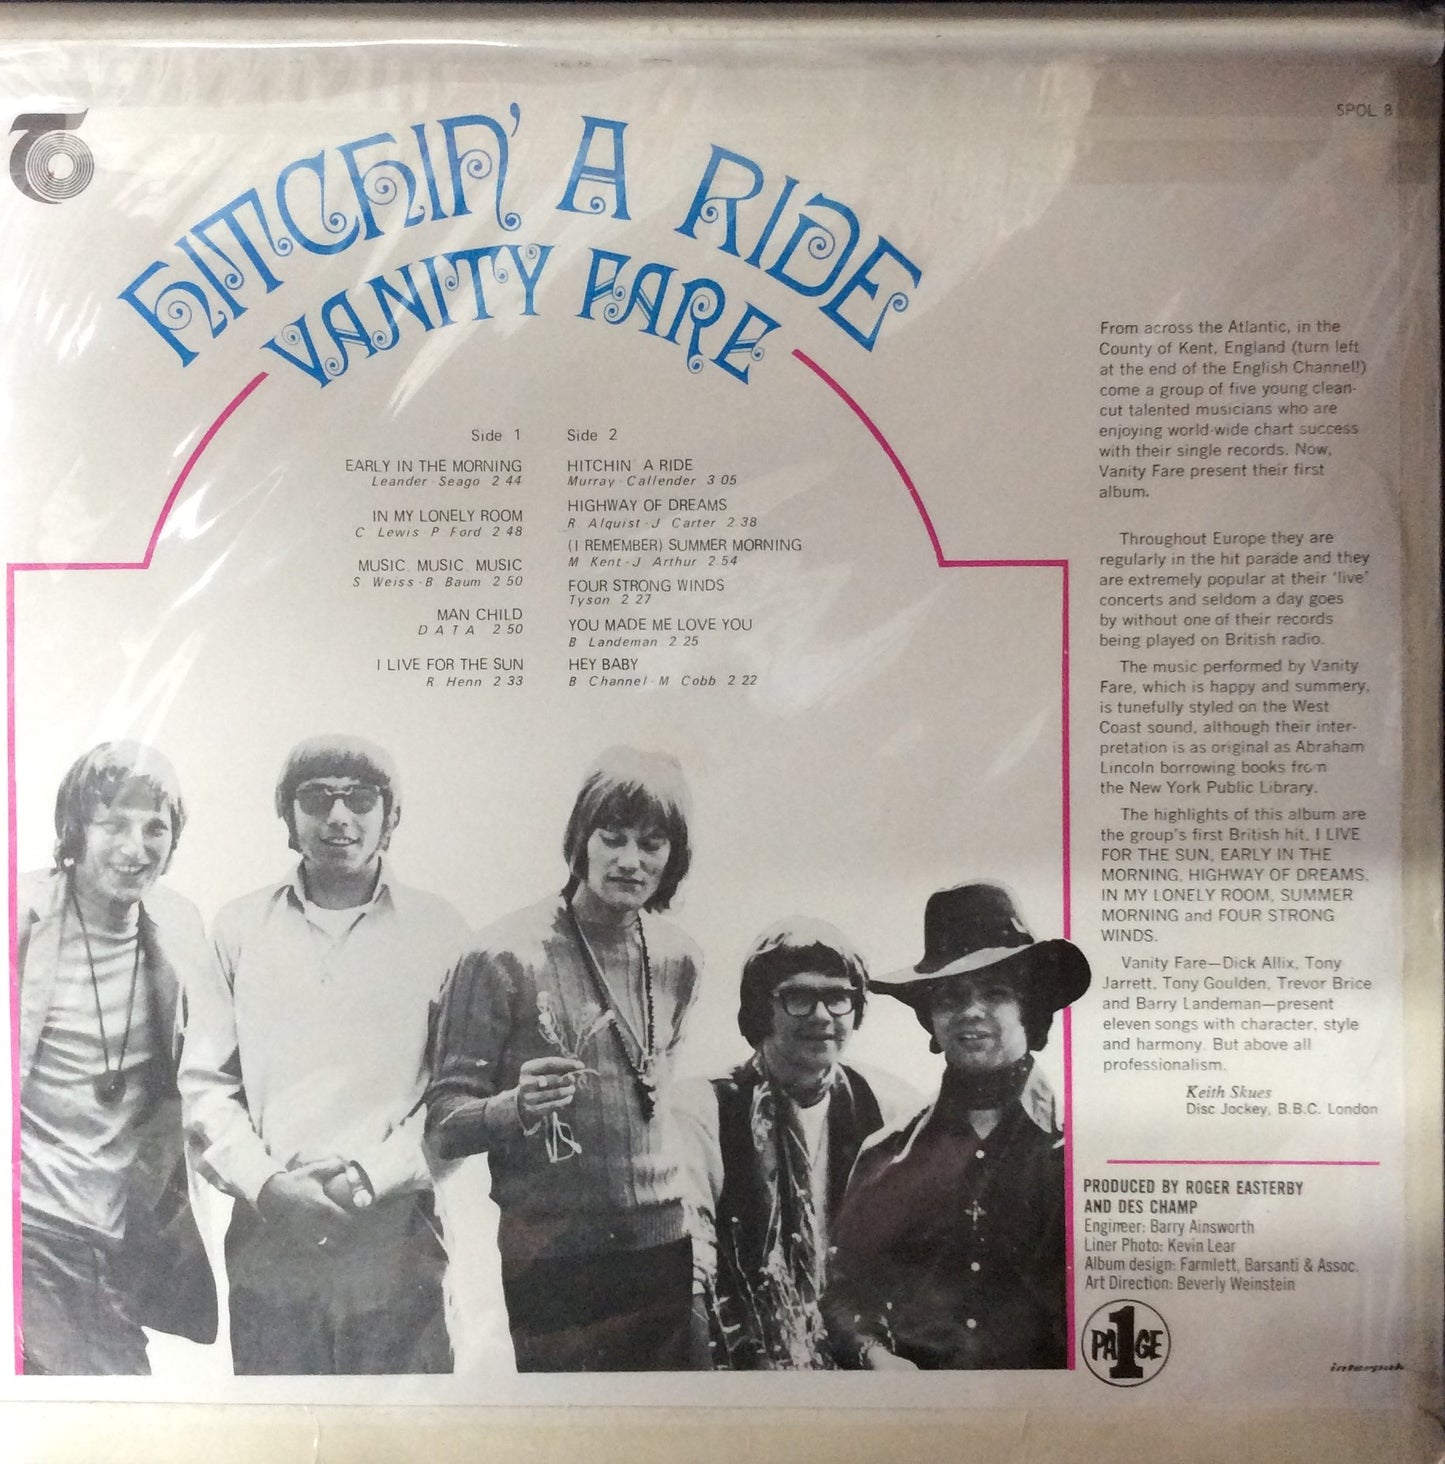 SPOL 8
HITCHIN' A RIDE
VANITY FARE
Side 1
EARLY IN THE MORNING
Leander · Seago 2 44
IN MY LONELY ROOM
C Lewis P Ford 2 48
MUSIC, MUSIC, MUSIC
S Weiss · B Baum 2 50
MAN CHILD
D A T A 2 50
I LIVE FOR THE SUN
R Henn 2 33
Side 2
HITCHIN' A RIDE
Murray · Callender 3 05
HIGHWAY OF DREAMS
R Alquist · J Carter 2 38
(I REMEMBER) SUMMER MORNING
M Kent · J Arthur 2 54
FOUR STRONG WINDS
Tyson 2 27
YOU MADE ME LOVE YOU
B Landeman 2 25
HEY BABY
B Channel · M Cobb 2 22
From across the Atlantic, in the
County of Kent, England (turn left
at the end of the English Channel!)
come a group of five young clean-
cut talented musicians who are
enjoying world-wide chart success
with their single records. Now,
Vanity Fare present their first
album.
Throughout Europe they are
regularly in the hit parade and they
are extremely popular at their 'live'
concerts and seldom a day goes
by without one of their records
being played on British radio.
The music performed by Vanity
Fare, which is happy and summery,
is tunefully styled on the West
Coast sound, although their inter-
pretation is as original as Abraham
Lincoln borrowing books from
the New York Public Library.
The highlights of this album are
the group's first British hit, I LIVE
FOR THE SUN, EARLY IN THE
MORNING, HIGHWAY OF DREAMS,
IN MY LONELY ROOM, SUMMER
MORNING and FOUR STRONG
WINDS.
Vanity Fare—Dick Allix, Tony
Jarrett, Tony Goulden, Trevor Brice
and Barry Landeman—present
eleven songs with character, style
and harmony. But above all
professionalism.
Keith Skues
Disc Jockey, B.B.C. London
PRODUCED BY ROGER EASTERBY
AND DES CHAMP
Engineer: Barry Ainsworth
Liner Photo: Kevin Lear
Album design: Farmlett, Barsanti & Assoc.
Art Direction: Beverly Weinstein
PAGE 1